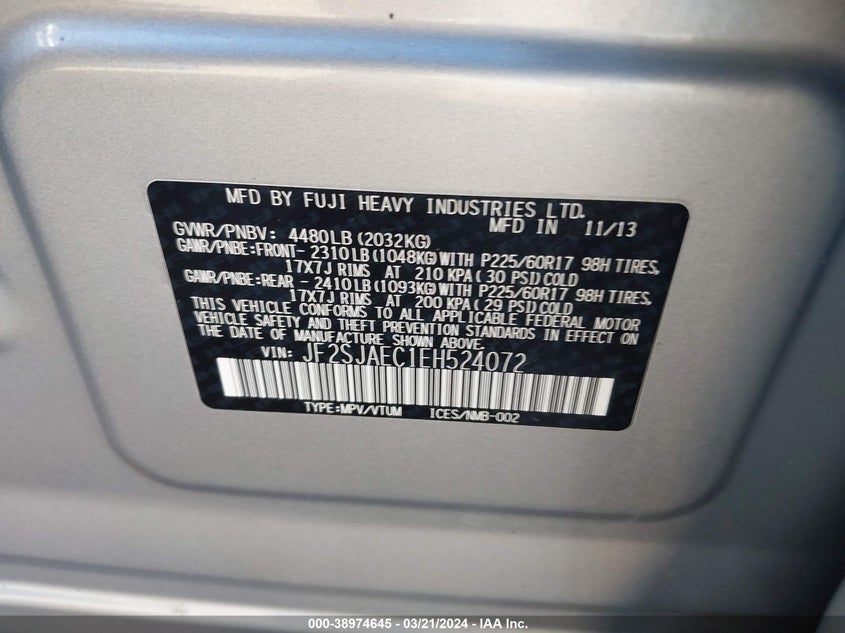 MFD BY FUJI HEAVY INDUSTRIES LTD.
MFD IN 11/13
GVWR/PNBV: 4480LB(2032KG)
GAWR/PNBE:FRONT- 2310LB(1048KG)WITH P225/60R17 98H TIRES,
17X7J RIMS AT 210 KPA( 30 PSI)COLD
GAWR/PNBE:REAR - 2410LB(1093KG)WITH P225/60R17 98H TIRES,
17X7J RIMS AT 200 KPA( 29 PSI)COLD
THIS VEHICLE CONFORMS TO ALL APPLICABLE FEDERAL MOTOR
VEHICLE SAFETY AND THEFT PREVENTION STANDARDS IN EFFECT ON
THE DATE OF MANUFACTURE SHOWN ABOVE.
VIN: JF2SJAEC1EH524072
TYPE:MPV/VTUM ICES/NMB-002
000-38974645 / 03/21/2024 - IAA Inc.